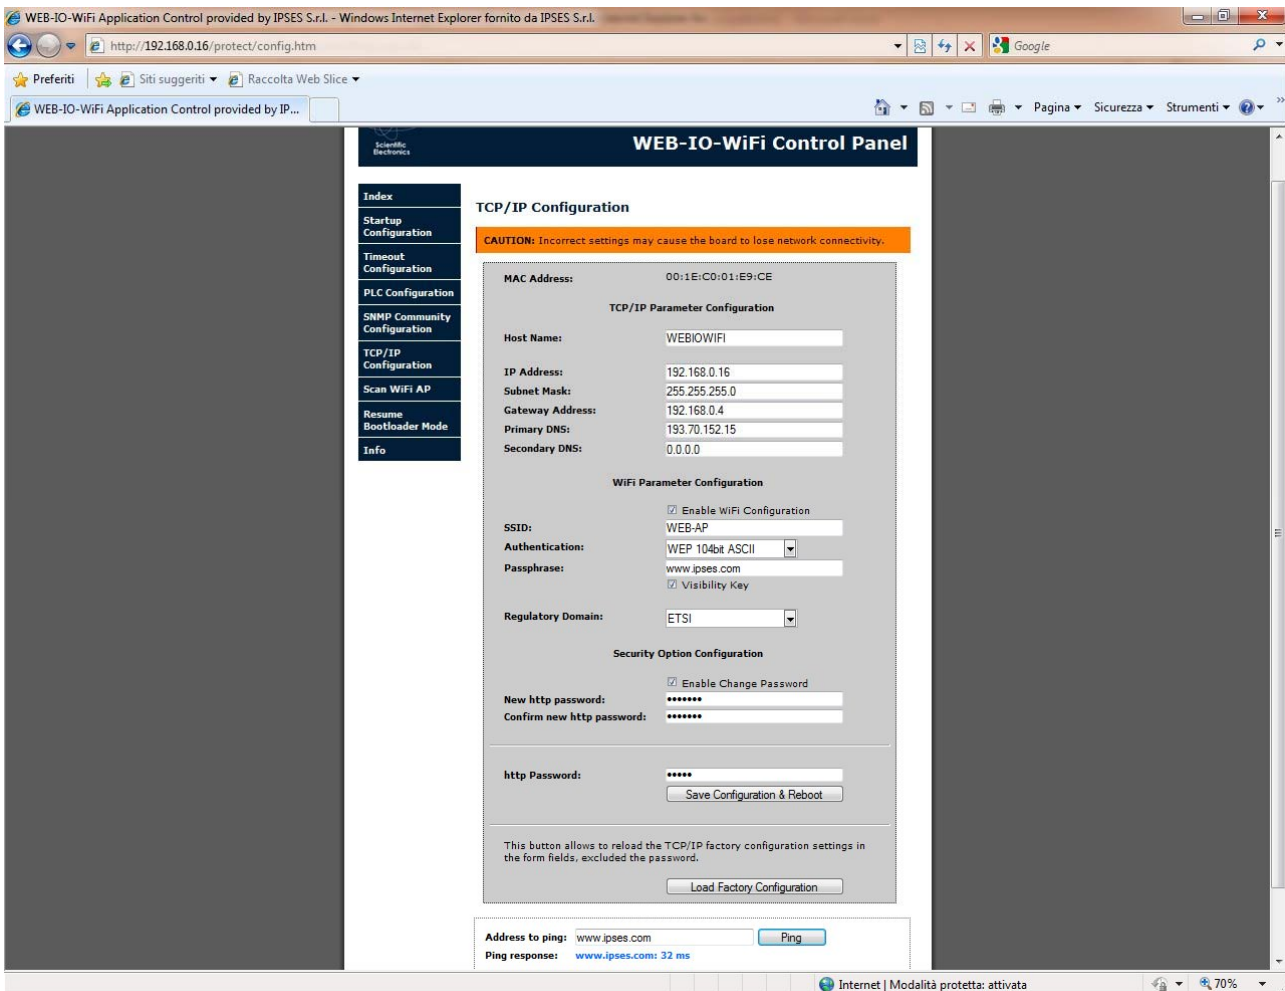 WEB-IO-WiFi Application Control provided by IPSES S.r.l. - Windows Internet Explorer fornito da IPSES S.r.l.
http://192.168.0.16/protect/config.htm
Google
Preferiti
Siti suggeriti
Raccolta Web Slice
WEB-IO-WiFi Application Control provided by IP...
Pagina
Sicurezza
Strumenti
Scientific
Electronics
WEB-IO-WiFi Control Panel
Index
Startup
Configuration
Timeout
Configuration
PLC Configuration
SNMP Community
Configuration
TCP/IP
Configuration
Scan WiFi AP
Resume
Bootloader Mode
Info
TCP/IP Configuration
CAUTION: Incorrect settings may cause the board to lose network connectivity.
MAC Address: 00:1E:C0:01:E9:CE
TCP/IP Parameter Configuration
Host Name: WEBIOWIFI
IP Address: 192.168.0.16
Subnet Mask: 255.255.255.0
Gateway Address: 192.168.0.4
Primary DNS: 193.70.152.15
Secondary DNS: 0.0.0.0
WiFi Parameter Configuration
Enable WiFi Configuration
SSID: WEB-AP
Authentication: WEP 104bit ASCII
Passphrase: www.ipses.com
Visibility Key
Regulatory Domain: ETSI
Security Option Configuration
Enable Change Password
New http password: •••••••
Confirm new http password: •••••••
http Password: •••••
Save Configuration & Reboot
This button allows to reload the TCP/IP factory configuration settings in
the form fields, excluded the password.
Load Factory Configuration
Address to ping: www.ipses.com Ping
Ping response: www.ipses.com: 32 ms
Internet | Modalità protetta: attivata
70%